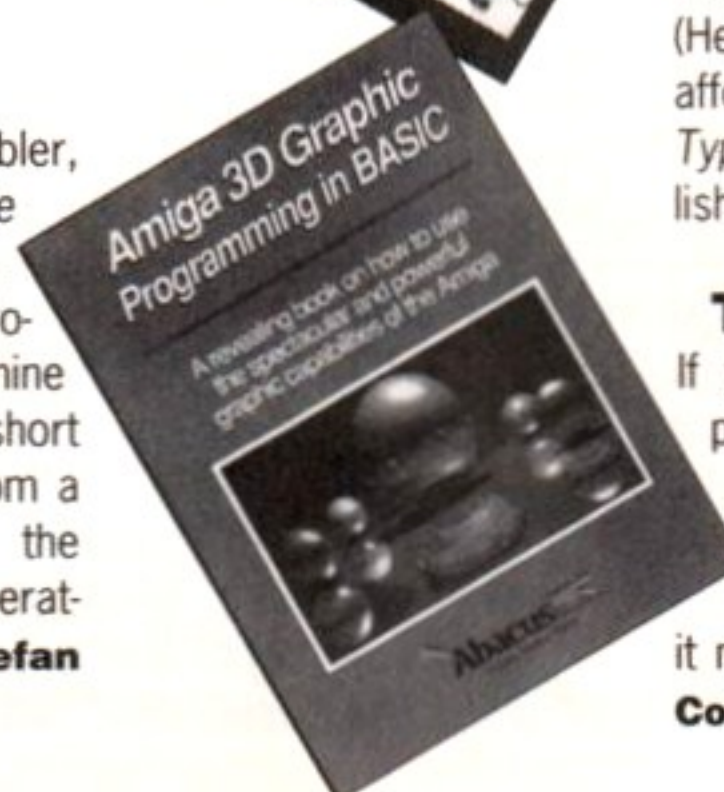 bler,
e
o-
nine
short
om a
the
erat-
efan
Amiga 3D Graphic
Programming in BASIC
A revealing book on how to use
the spectacular and powerful
graphic capabilities of the Amiga
Abacus
(He
affo
Typ
lish
T
If
p
it r
Co